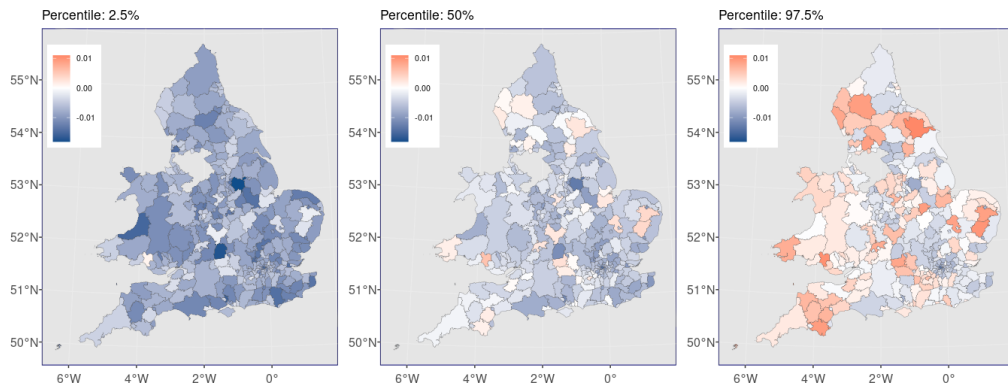 Percentile: 2.5% Percentile: 50% Percentile: 97.5%
0.01 0.01 0.01
55°N 55°N 55°N
0.00 0.00 0.00
-0.01 -0.01 -0.01
54°N 54°N 54°N
53°N 53°N 53°N
52°N 52°N 52°N
51°N 51°N 51°N
50°N 50°N 50°N
6°W 4°W 2°W 0° 6°W 4°W 2°W 0° 6°W 4°W 2°W 0°